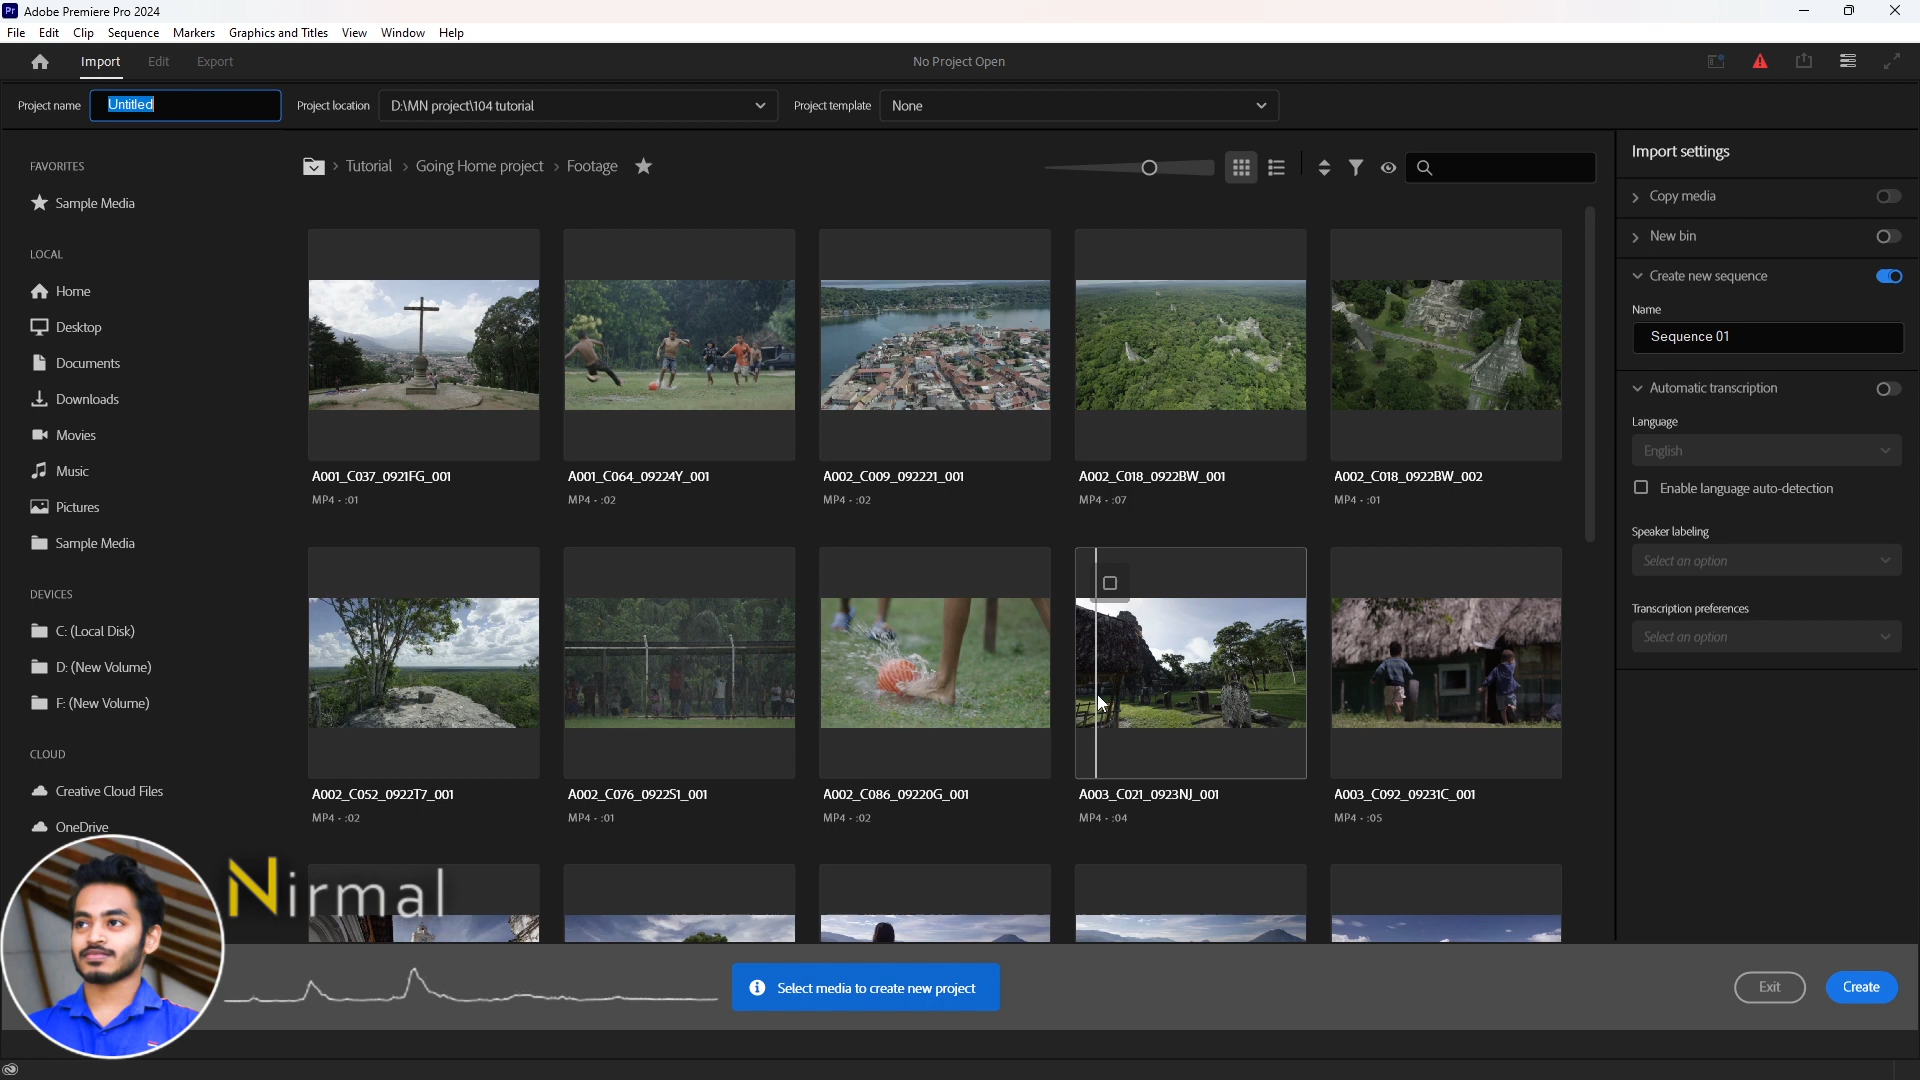 Pr Adobe Premiere Pro 2024
File Edit Clip Sequence Markers Graphics and Titles View Window Help
Import Edit Export No Project Open
Project name Untitled Project location D:\MN project\104 tutorial Project template None
FAVORITES
Sample Media
LOCAL
Home
Desktop
Documents
Downloads
Movies
Music
Pictures
Sample Media
DEVICES
C: (Local Disk)
D: (New Volume)
F: (New Volume)
CLOUD
Creative Cloud Files
OneDrive
Tutorial > Going Home project > Footage
A001_C037_0921FG_001
MP4 - :01
A001_C064_09224Y_001
MP4 - :02
A002_C009_092221_001
MP4 - :02
A002_C018_0922BW_001
MP4 - :07
A002_C018_0922BW_002
MP4 - :01
A002_C052_0922T7_001
MP4 - :02
A002_C076_0922S1_001
MP4 - :01
A002_C086_09220G_001
MP4 - :02
A003_C021_0923NJ_001
MP4 - :04
A003_C092_09231C_001
MP4 - :05
Import settings
Copy media
New bin
Create new sequence
Name
Sequence 01
Automatic transcription
Language
English
Enable language auto-detection
Speaker labeling
Select an option
Transcription preferences
Select an option
Nirmal
Select media to create new project
Exit
Create